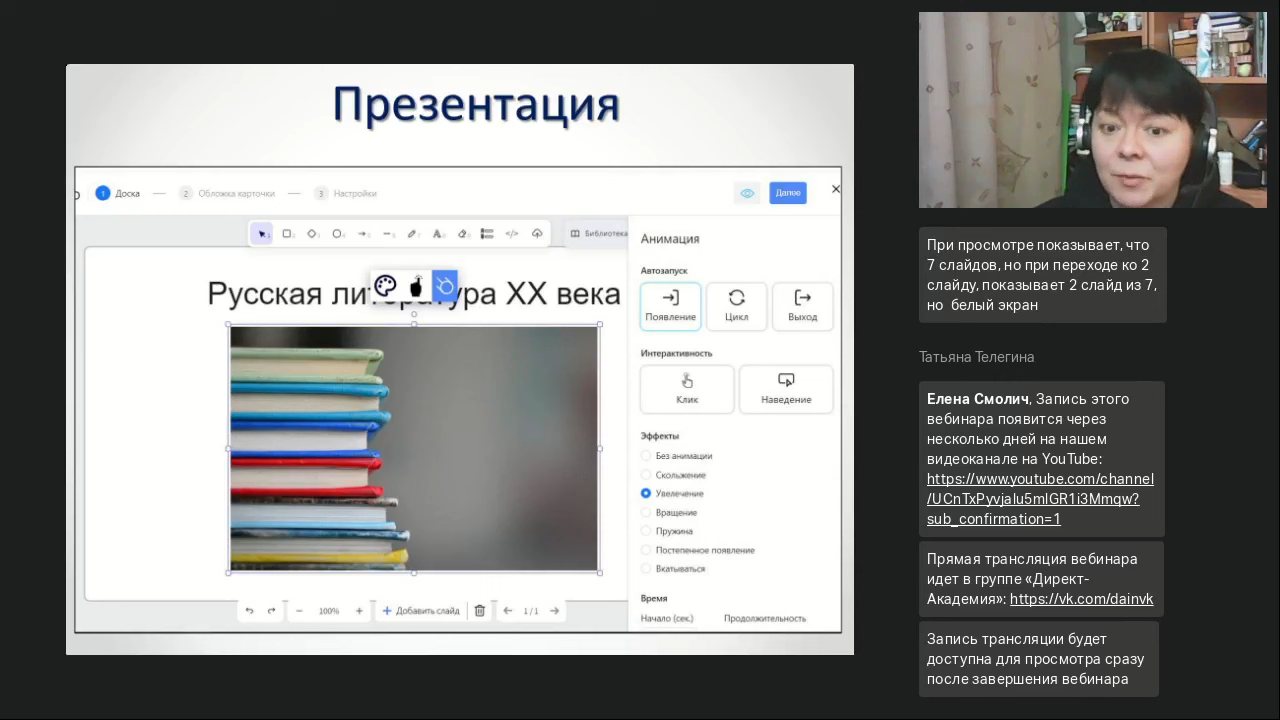 Презентация
1 Доска — 2 Обложка карточки — 3 Настройки
Далее
Библиотека
Русская литература XX века
Анимация
Автозапуск
Появление
Цикл
Выход
Интерактивность
Клик
Наведение
Эффекты
Без анимации
Скольжение
Увелечение
Вращение
Пружина
Постепенное появление
Вкатываться
Время
Начало (сек.)
Продолжительность
100%
Добавить слайд
1 / 1
При просмотре показывает, что
7 слайдов, но при переходе ко 2
слайду, показывает 2 слайд из 7,
но белый экран
Татьяна Телегина
Елена Смолич, Запись этого
вебинара появится через
несколько дней на нашем
видеоканале на YouTube:
https://www.youtube.com/channel
/UCnTxPyvjalu5mlGR1i3Mmqw?
sub_confirmation=1
Прямая трансляция вебинара
идет в группе «Директ-
Академия»: https://vk.com/dainvk
Запись трансляции будет
доступна для просмотра сразу
после завершения вебинара